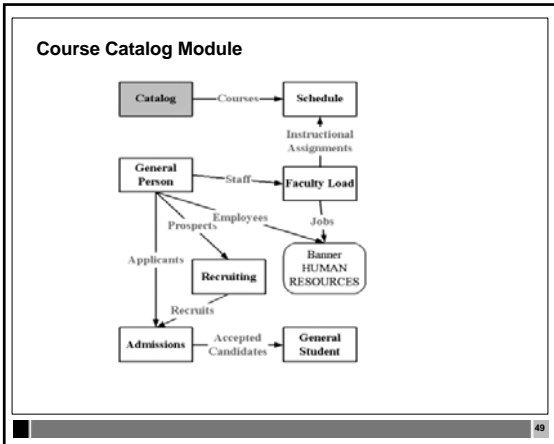 Course Catalog Module
Catalog
Courses
Schedule
Instructional
Assignments
General
Person
Staff
Faculty Load
Employees
Prospects
Jobs
Applicants
Recruiting
Banner
HUMAN
RESOURCES
Recruits
Admissions
Accepted
Candidates
General
Student
49